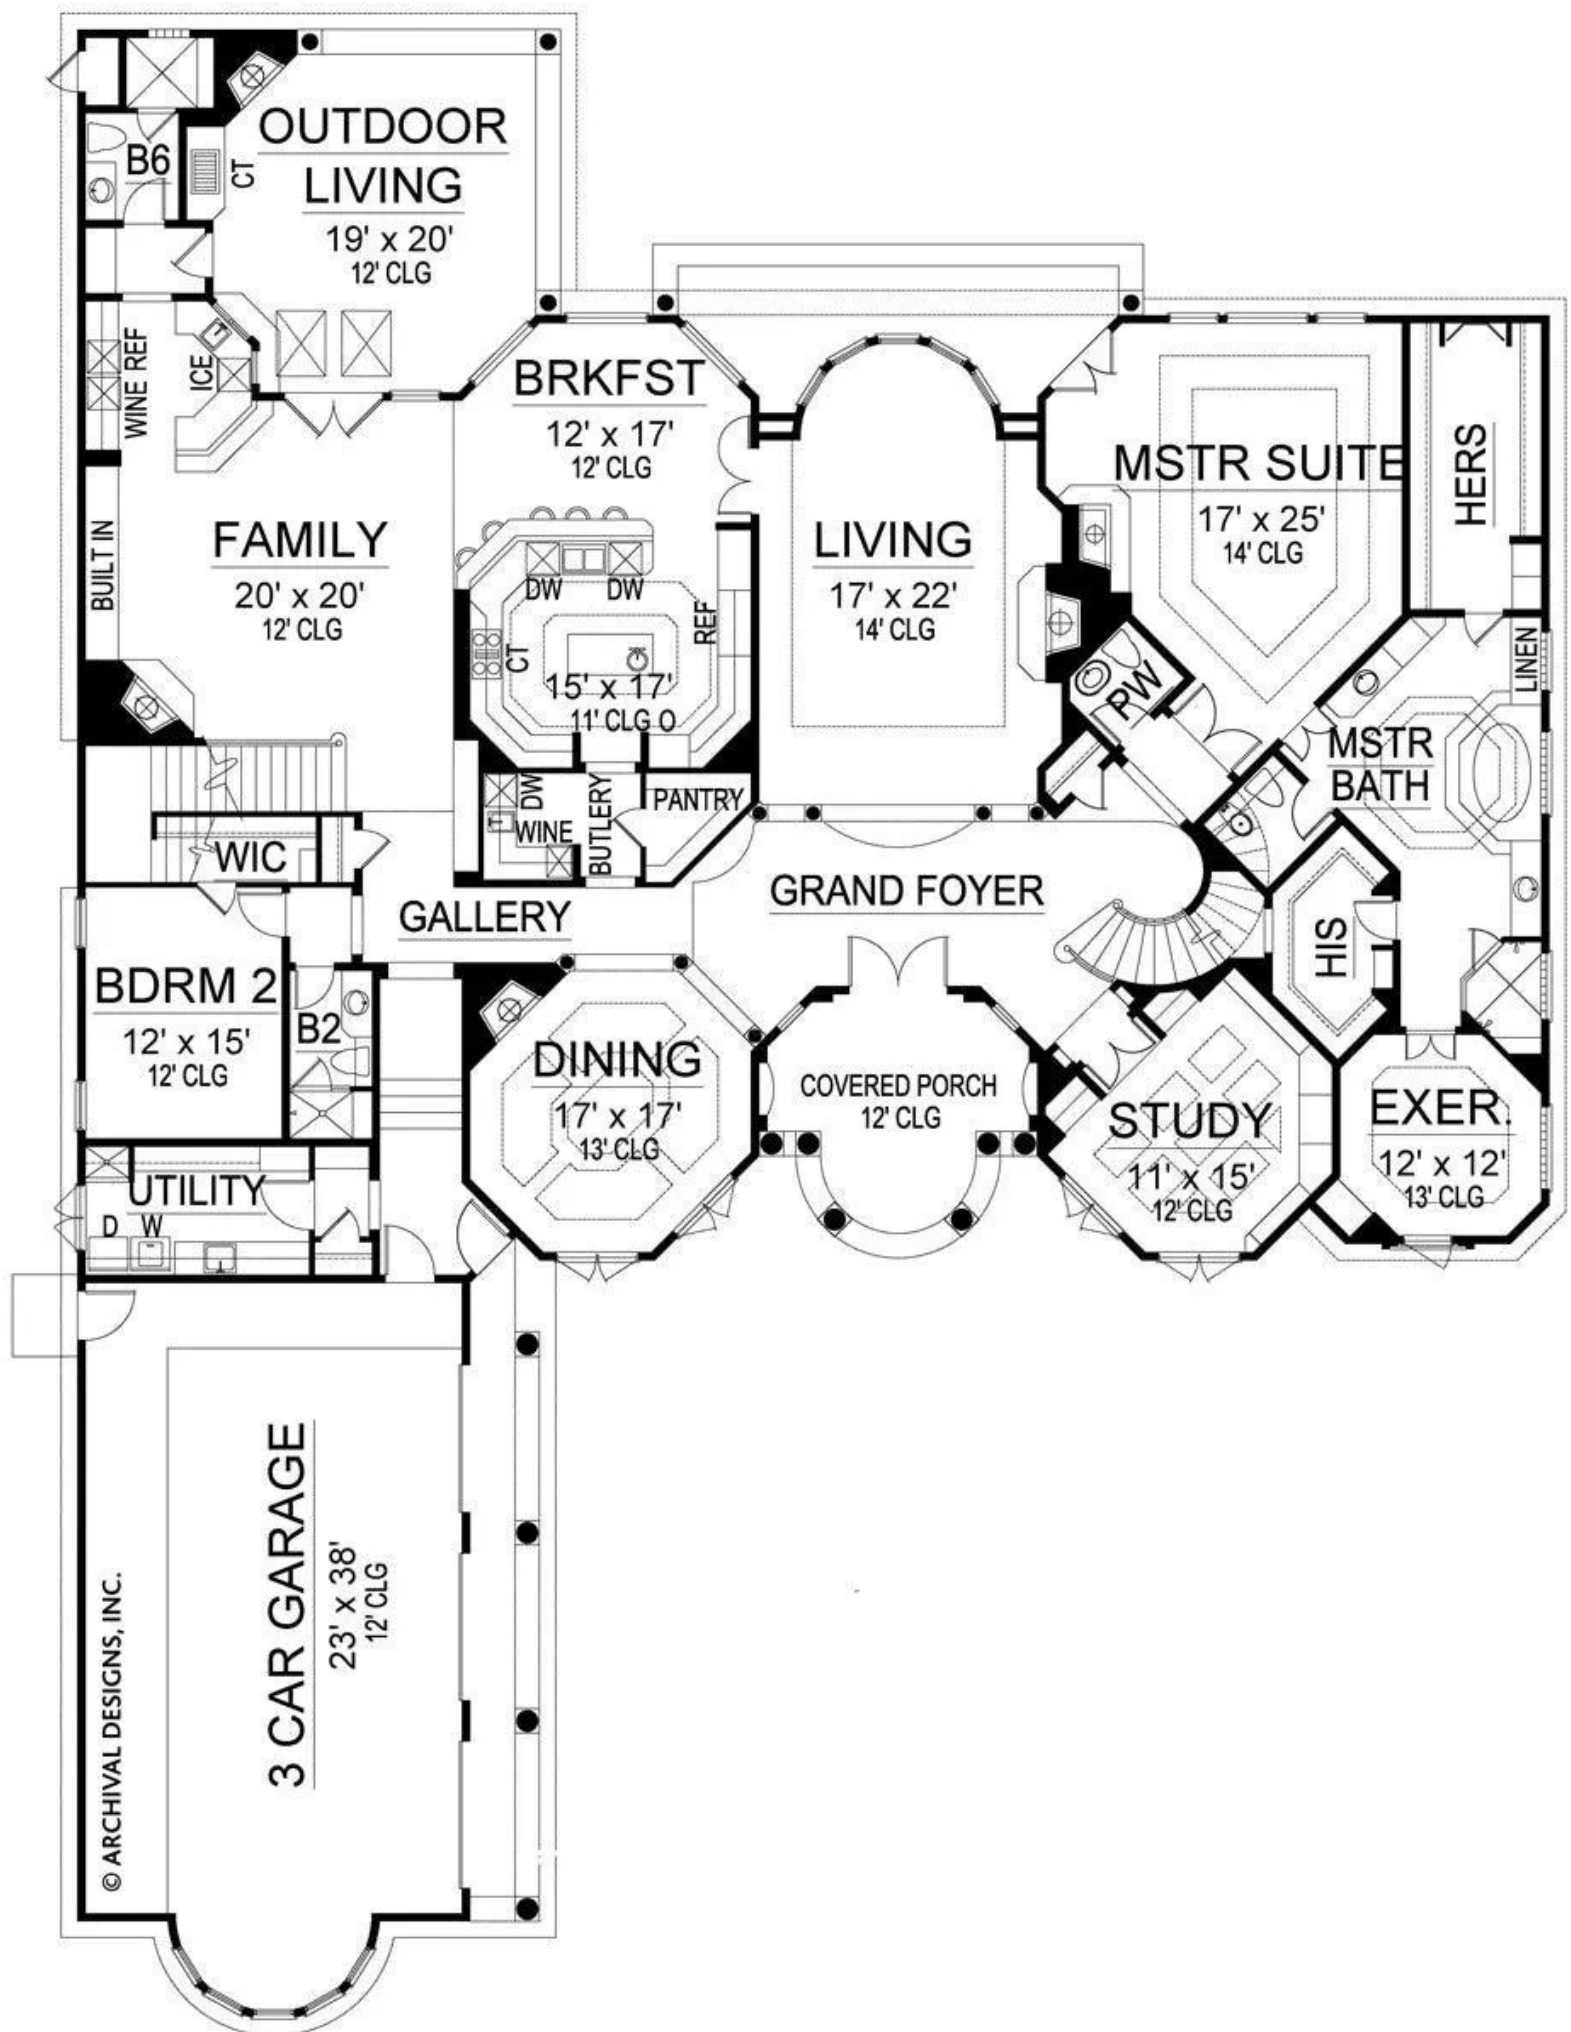 OUTDOOR
LIVING
19' x 20'
12' CLG
B6
CT
WINE REF
ICE
BRKFST
12' x 17'
12' CLG
FAMILY
20' x 20'
12' CLG
BUILT IN
DW
DW
CT
REF
15' x 17'
11' CLG O
LIVING
17' x 22'
14' CLG
MSTR SUITE
17' x 25'
14' CLG
HERS
LINEN
PW
MSTR
BATH
DW
WINE
BUTLERY
PANTRY
WIC
GALLERY
GRAND FOYER
HIS
BDRM 2
12' x 15'
12' CLG
B2
DINING
17' x 17'
13' CLG
COVERED PORCH
12' CLG
STUDY
11' x 15'
12' CLG
EXER.
12' x 12'
13' CLG
UTILITY
D
W
3 CAR GARAGE
23' x 38'
12' CLG
© ARCHIVAL DESIGNS, INC.